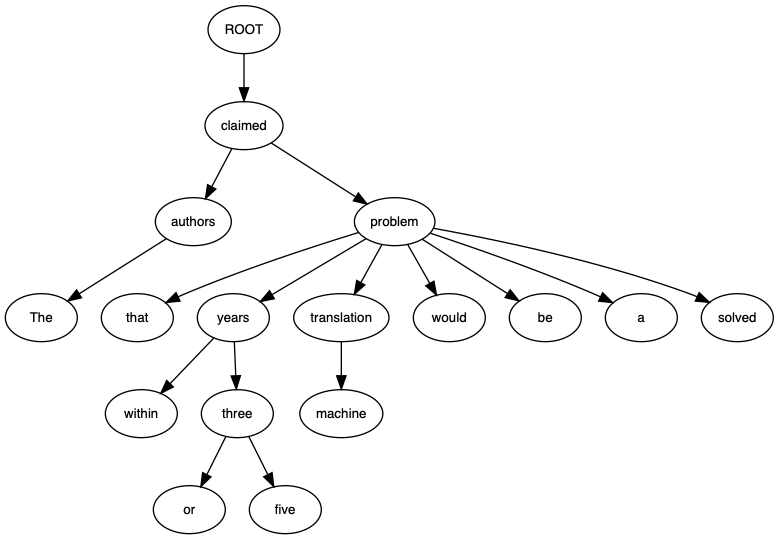 ROOT
claimed
authors problem
The that years translation would be a solved
within three machine
or five